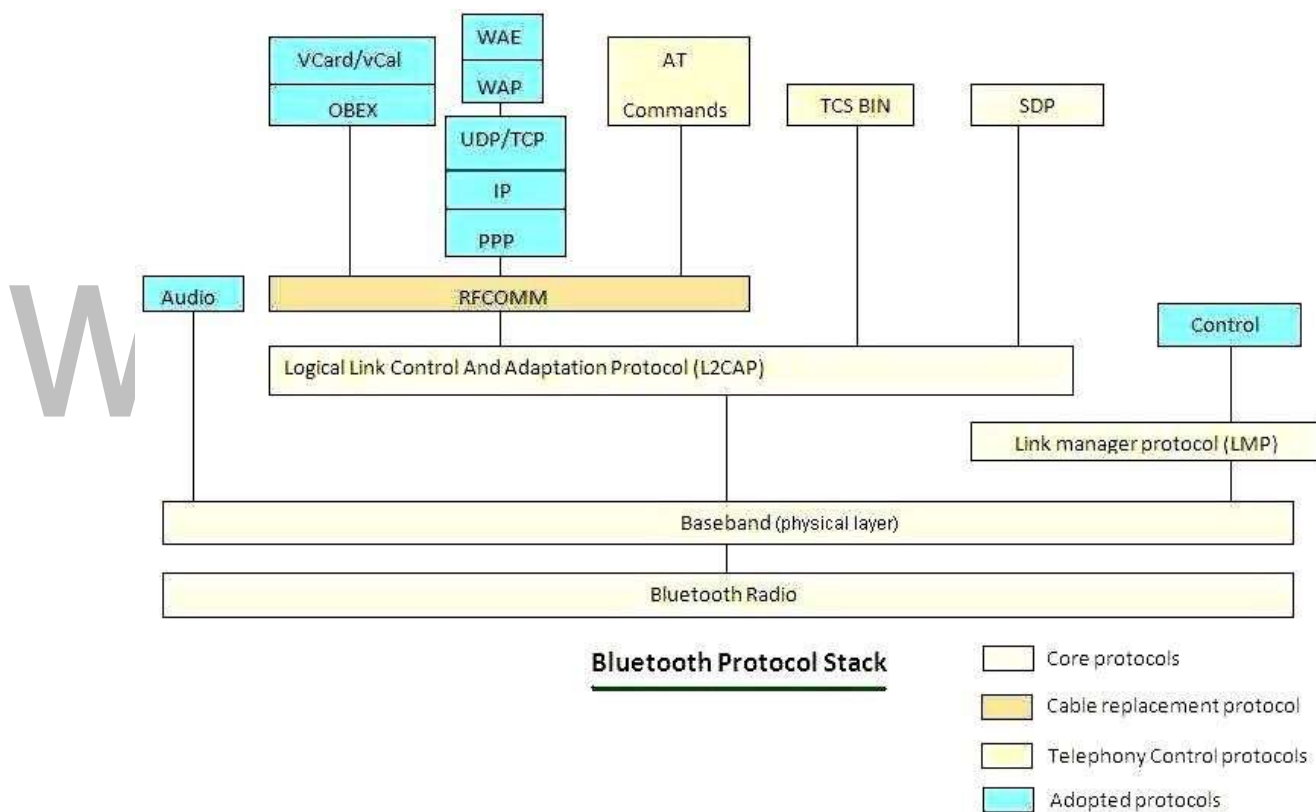 WAE
VCard/vCal
AT
WAP
OBEX
Commands
TCS BIN
SDP
UDP/TCP
IP
PPP
Audio
RFCOMM
Control
Logical Link Control And Adaptation Protocol (L2CAP)
W
Link manager protocol (LMP)
Baseband (physical layer)
Bluetooth Radio
Bluetooth Protocol Stack
Core protocols
Cable replacement protocol
Telephony Control protocols
Adopted protocols